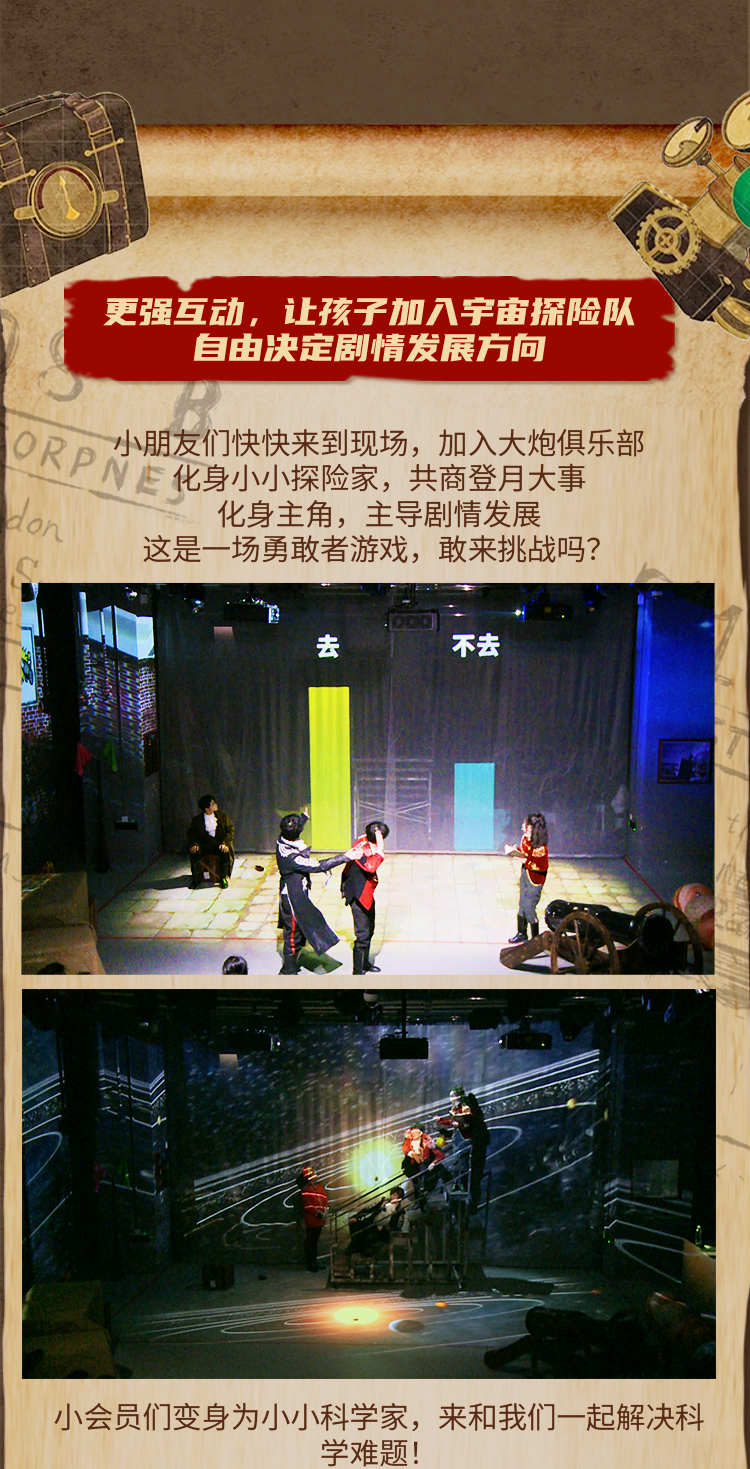 更强互动，让孩子加入宇宙探险队
自由决定剧情发展方向
小朋友们快快来到现场，加入大炮俱乐部
化身小小探险家，共商登月大事
化身主角，主导剧情发展
这是一场勇敢者游戏，敢来挑战吗？
ORPNES
don
去 不去
小会员们变身为小小科学家，来和我们一起解决科
学难题！